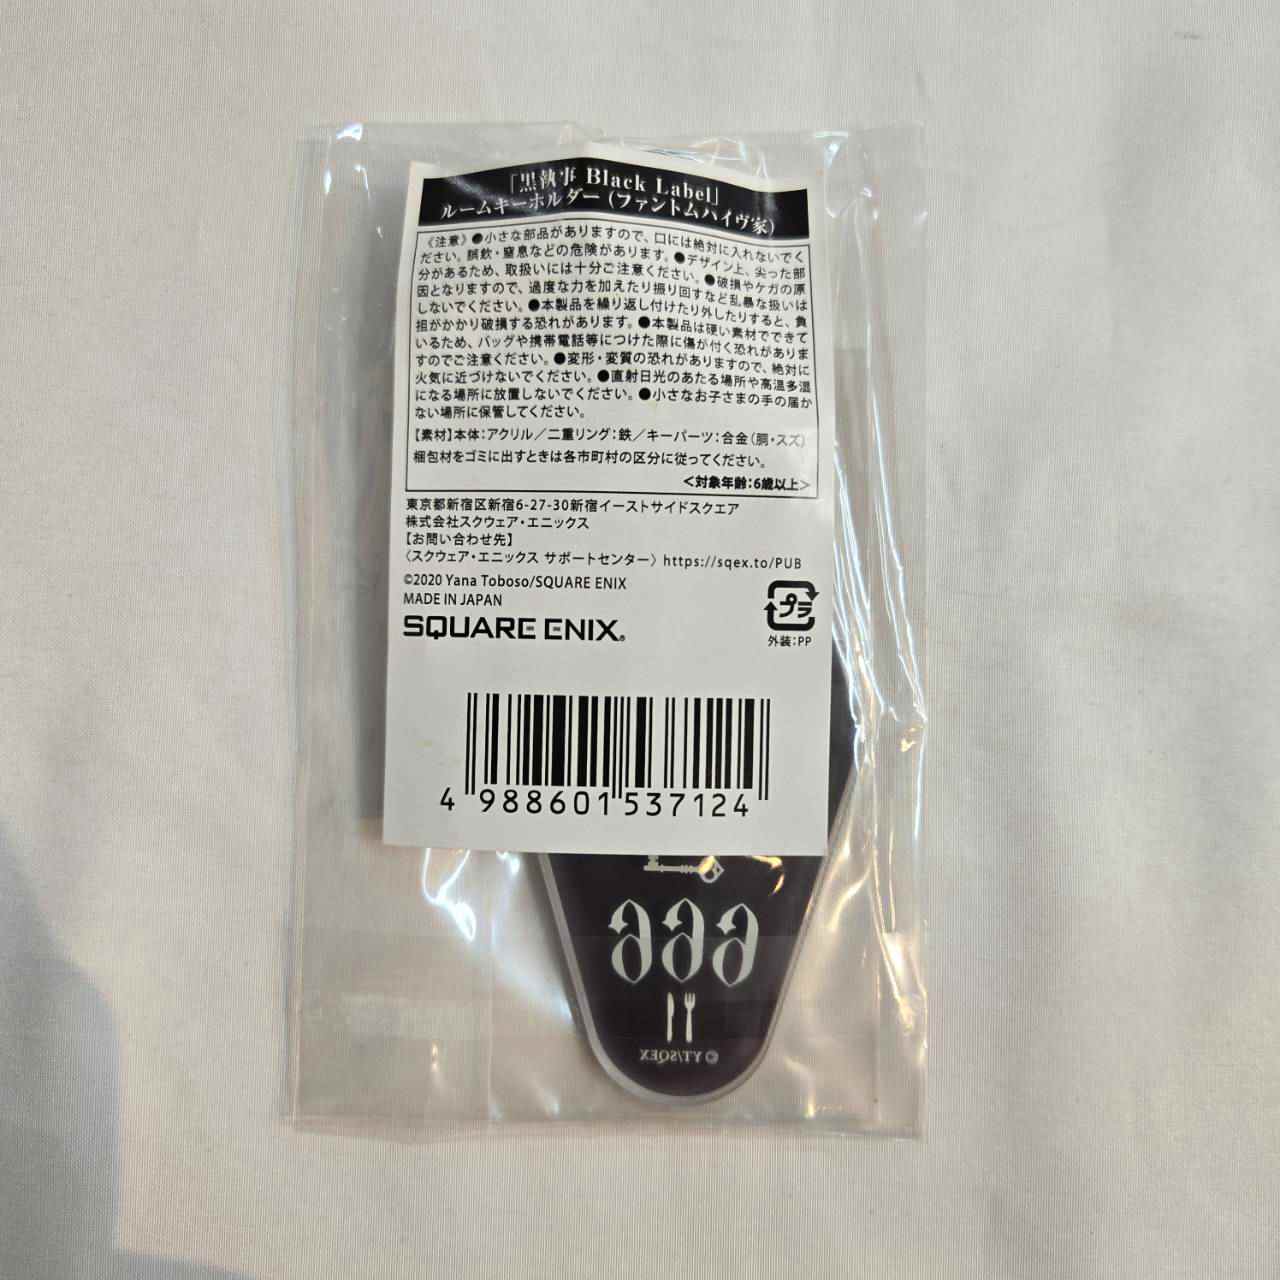 「黒執事 Black Label」
ルームキーホルダー（ファントムハイヴ家）
《注意》●小さな部品がありますので、口には絶対に入れないでく
ださい。誤飲・窒息などの危険があります。●デザイン上、尖った部
分があるため、取扱いには十分ご注意ください。●破損やケガの原
因となりますので、過度な力を加えたり振り回すなど乱暴な扱いは
しないでください。●本製品を繰り返し付けたり外したりすると、負
担がかかり破損する恐れがあります。●本製品は硬い素材でできて
いるため、バッグや携帯電話等につけた際に傷が付く恐れがありま
すのでご注意ください。●変形・変質の恐れがありますので、絶対に
火気に近づけないでください。●直射日光のあたる場所や高温多湿
になる場所に放置しないでください。●小さなお子さまの手の届か
ない場所に保管してください。
【素材】本体：アクリル／二重リング：鉄／キーパーツ：合金（胴・スズ）
梱包材をゴミに出すときは各市町村の区分に従ってください。
＜対象年齢：6歳以上＞
東京都新宿区新宿6-27-30新宿イーストサイドスクエア
株式会社スクウェア・エニックス
【お問い合わせ先】
〈スクウェア・エニックス サポートセンター〉https://sqex.to/PUB
©2020 Yana Toboso/SQUARE ENIX
MADE IN JAPAN
SQUARE ENIX®
プラ
外装：PP
4 988601 537124
666
© YT/SQEX